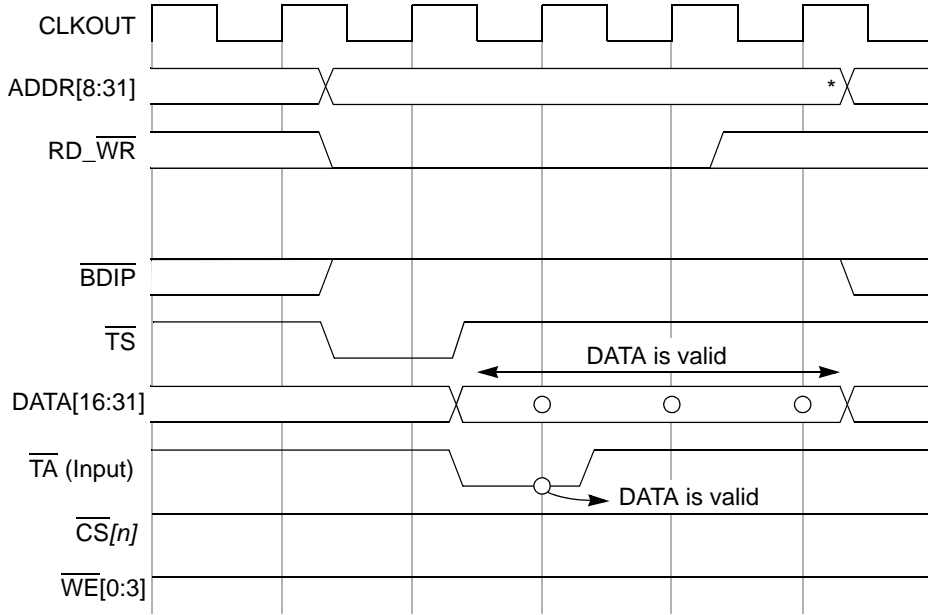 CLKOUT
ADDR[8:31]
*
RD_WR
BDIP
TS
DATA is valid
DATA[16:31]
TA (Input)
DATA is valid
CS[n]
WE[0:3]